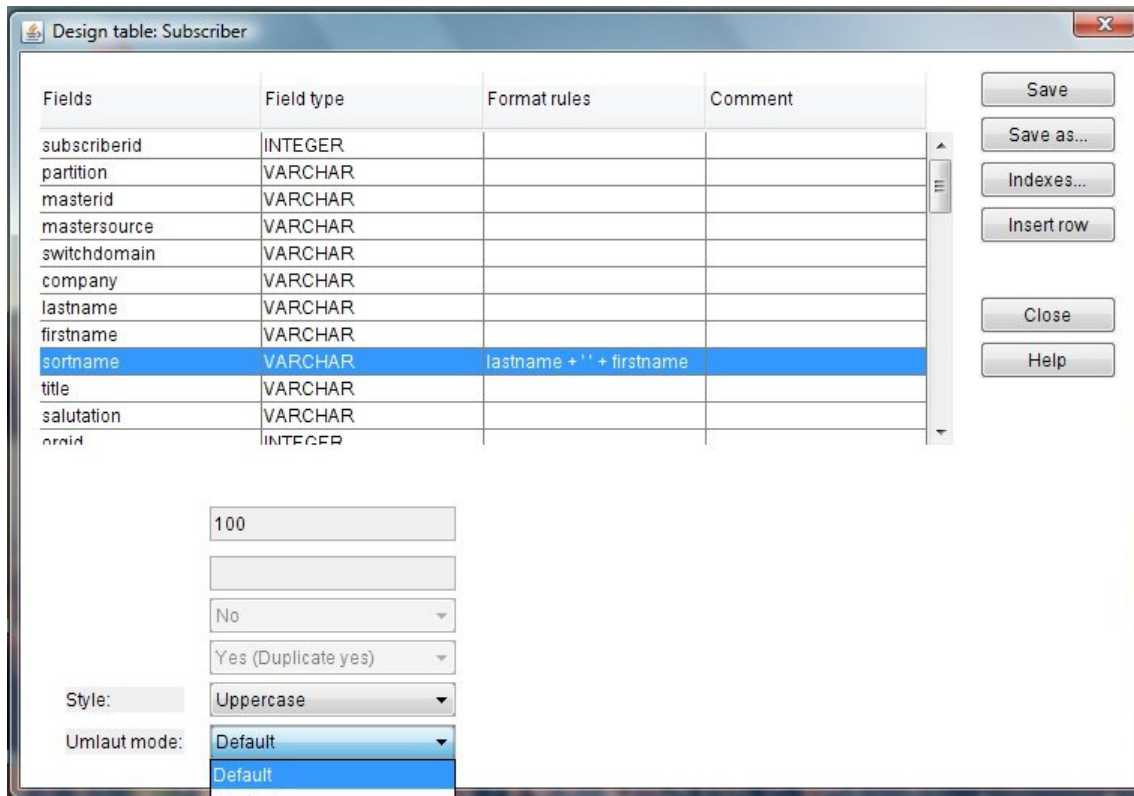 Design table: Subscriber
Fields Field type Format rules Comment
subscriberid INTEGER
partition VARCHAR
masterid VARCHAR
mastersource VARCHAR
switchdomain VARCHAR
company VARCHAR
lastname VARCHAR
firstname VARCHAR
sortname VARCHAR lastname + ' ' + firstname
title VARCHAR
salutation VARCHAR
orgid INTEGER
Save
Save as...
Indexes...
Insert row
Close
Help
100
No
Yes (Duplicate yes)
Style: Uppercase
Umlaut mode: Default
Default